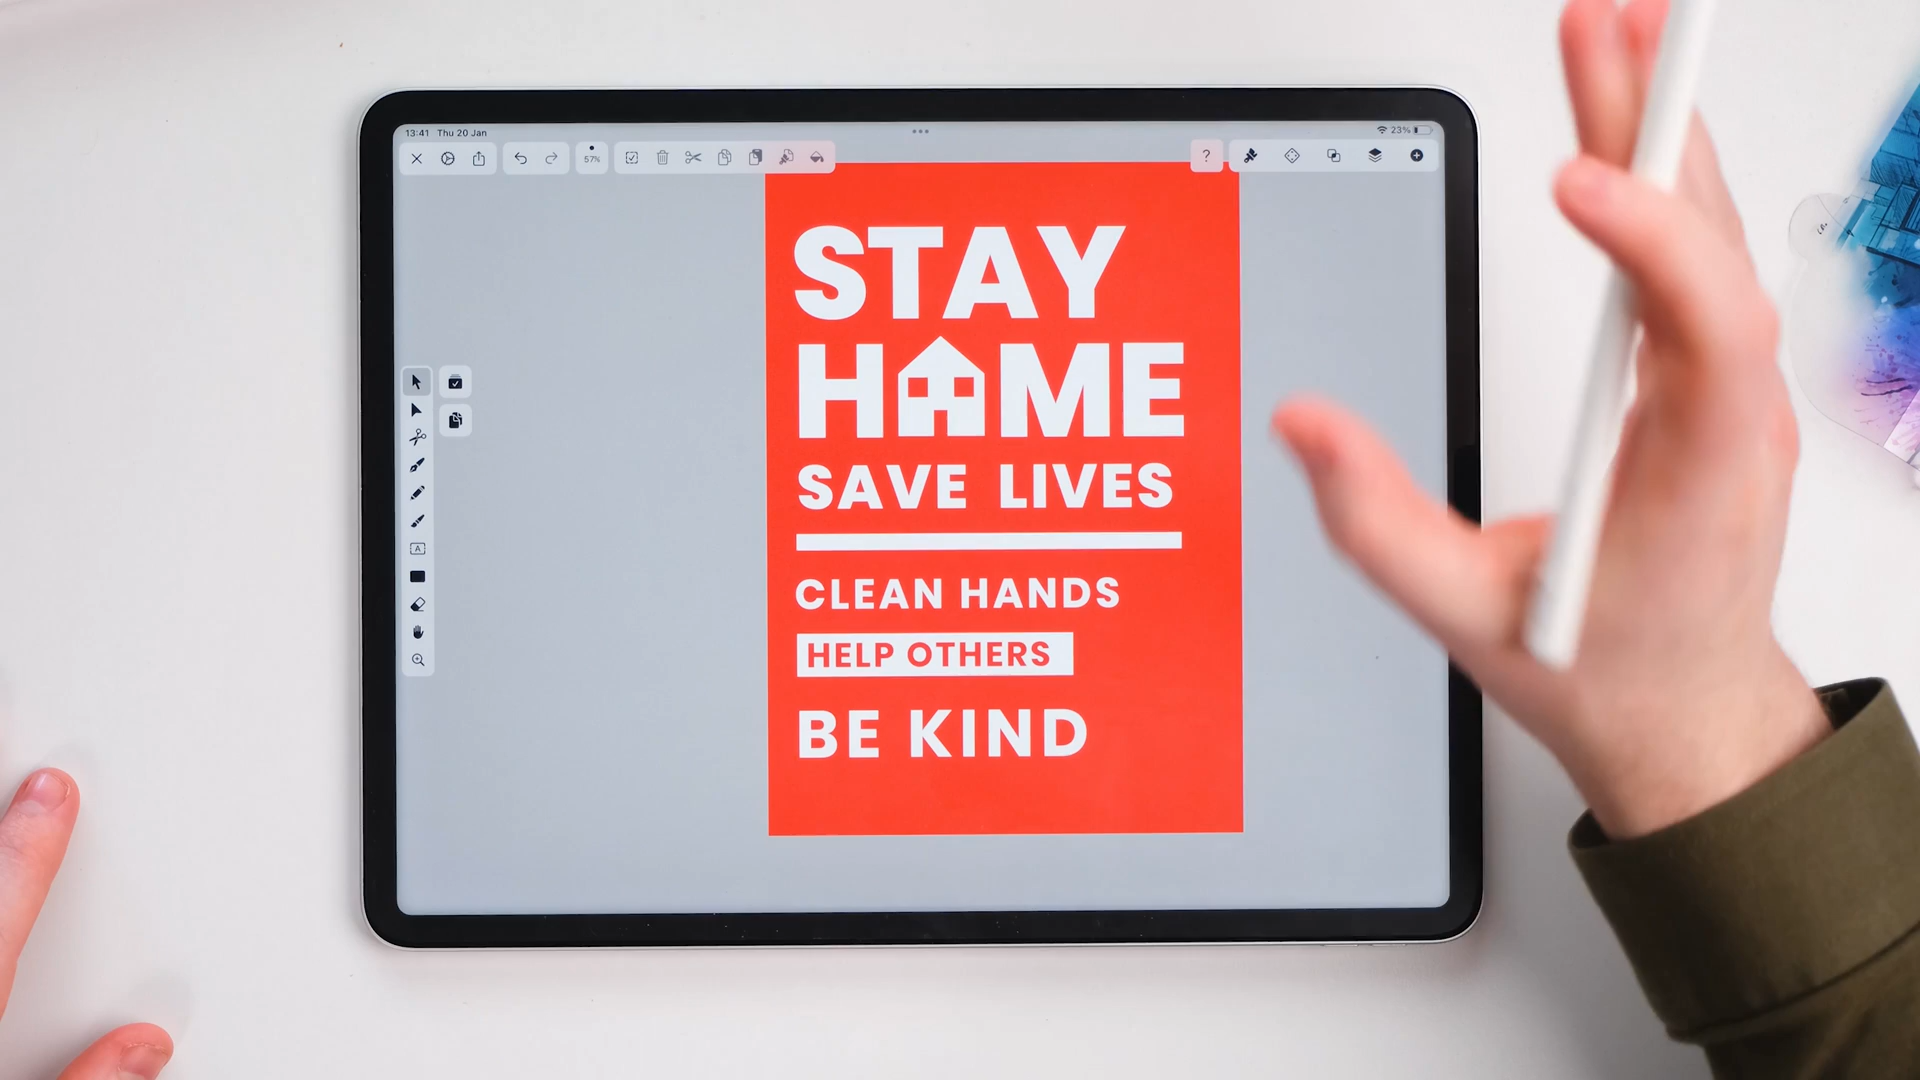 13:41 Thu 20 Jan
23%
57%
?
A
STAY
HOME
SAVE LIVES
CLEAN HANDS
HELP OTHERS
BE KIND